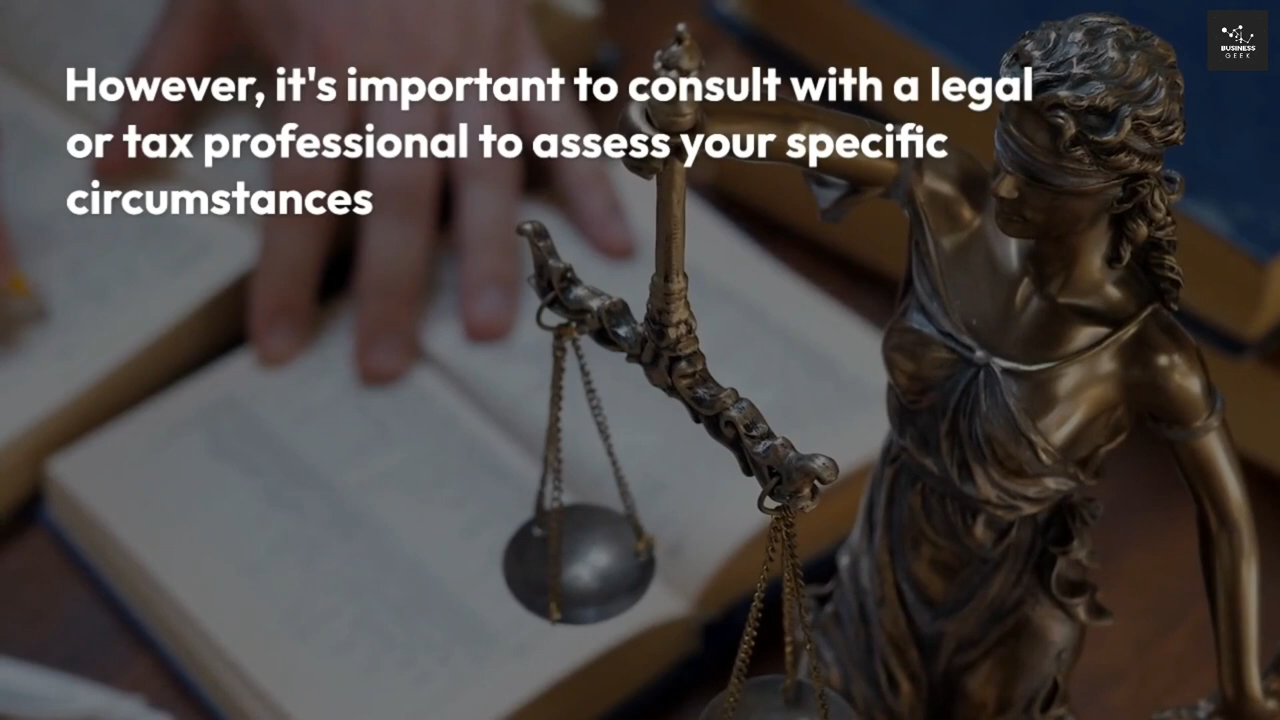 However, it's important to consult with a legal
or tax professional to assess your specific
circumstances
BUSINESS
GEEK